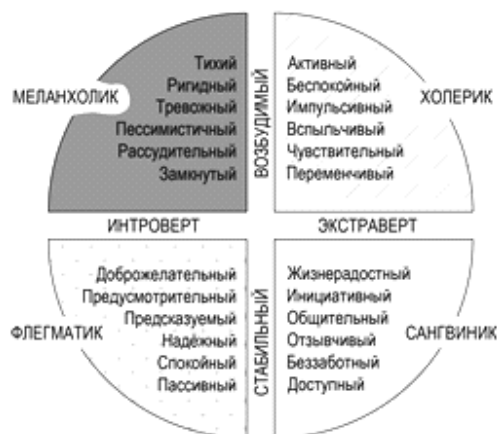 МЕЛАНХОЛИК
Тихий
Ригидный
Тревожный
Пессимистичный
Рассудительный
Замкнутый
ВОЗБУДИМЫЙ
Активный
Беспокойный
Импульсивный
Вспыльчивый
Чувствительный
Переменчивый
ХОЛЕРИК
ИНТРОВЕРТ
ЭКСТРАВЕРТ
ФЛЕГМАТИК
Доброжелательный
Предусмотрительный
Предсказуемый
Надёжный
Спокойный
Пассивный
СТАБИЛЬНЫЙ
Жизнерадостный
Инициативный
Общительный
Отзывчивый
Беззаботный
Доступный
САНГВИНИК